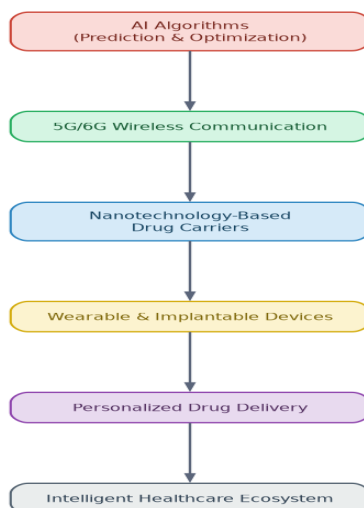 AI Algorithms
(Prediction & Optimization)
5G/6G Wireless Communication
Nanotechnology-Based
Drug Carriers
Wearable & Implantable Devices
Personalized Drug Delivery
Intelligent Healthcare Ecosystem